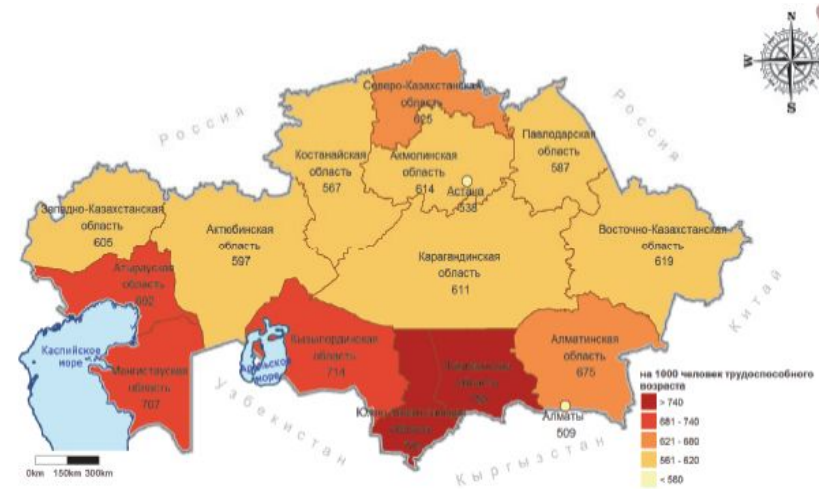 N
W
E
S
Россия
Россия
Северо-Казахстанская
область
625
Павлодарская
область
587
Костанайская
область
567
Акмолинская
область
614
Астана
538
Западно-Казахстанская
область
605
Актюбинская
область
597
Восточно-Казахстанская
область
619
Карагандинская
область
611
Атырауская
область
Китай
Каспийское
море
Мангистауская
область
707
Аральское
море
Кызылординская
область
714
область
Алматинская
область
675
Алматы
509
Узбекистан
Кыргызстан
0km 150km 300km
на 1000 человек трудоспособного
возраста
> 740
681 - 740
621 - 680
561 - 620
< 560